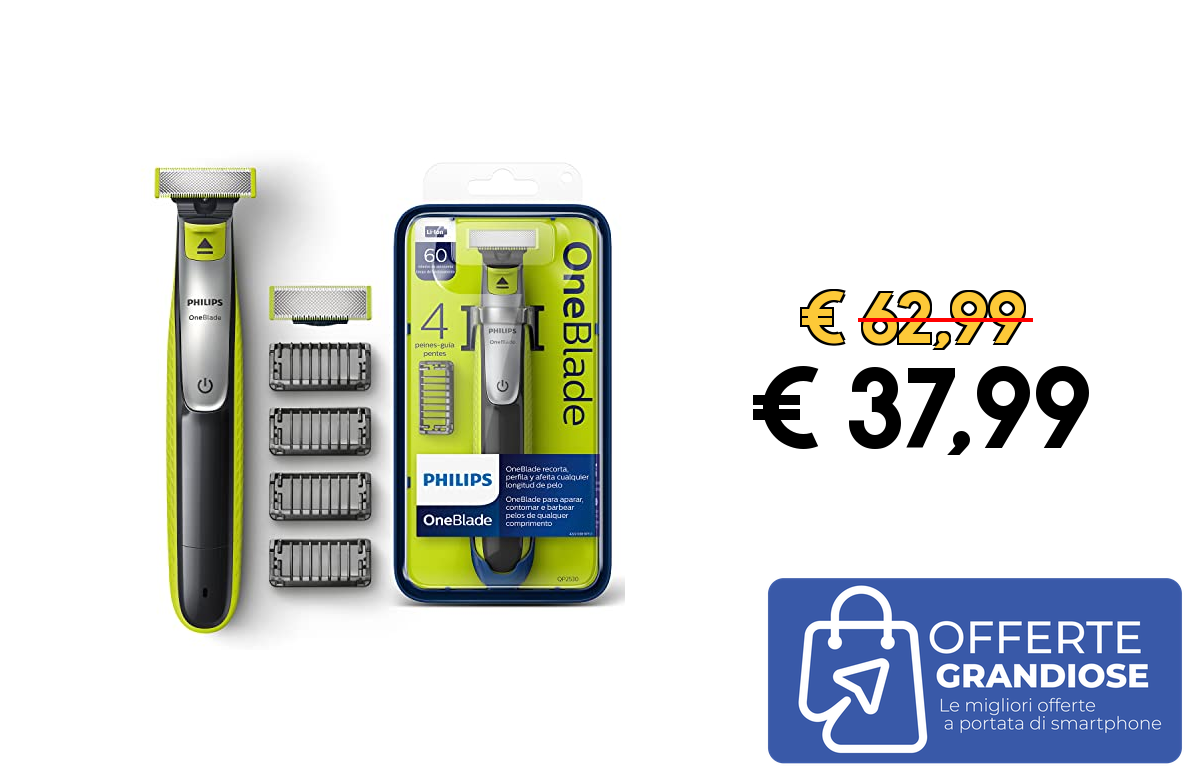 PHILIPS
OneBlade
Li-Ion
60
4
peines-guía
pentes
PHILIPS
OneBlade
OneBlade
PHILIPS
OneBlade
OneBlade recorta,
perfila y afeita cualquier
longitud de pelo
OneBlade para aparar,
contornar e barbear
pelos de qualquer
comprimento
QP2530
€ 62,99
€ 37,99
OFFERTE
GRANDIOSE
Le migliori offerte
a portata di smartphone